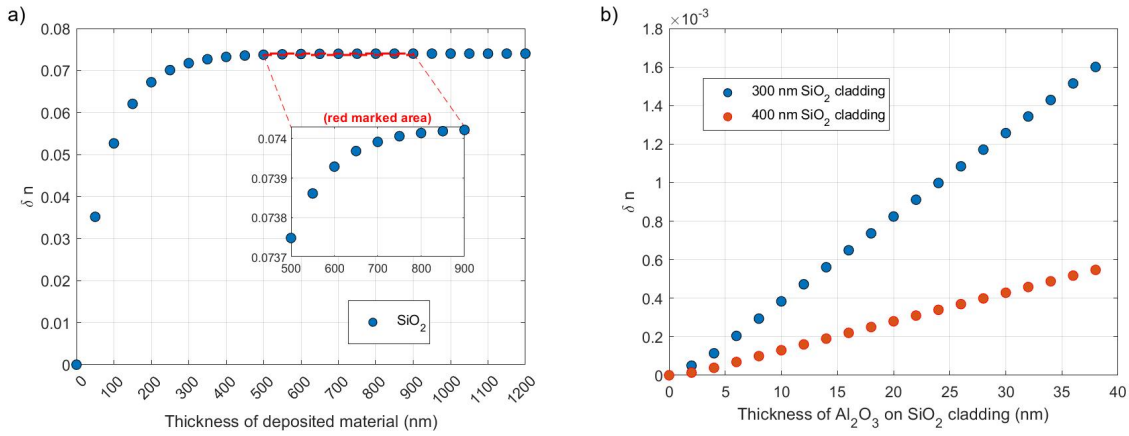 a)
0.08
0.07
0.06
0.05
0.04
0.03
0.02
0.01
0
δ n
0 100 200 300 400 500 600 700 800 900 1000 1100 1200
Thickness of deposited material (nm)
(red marked area)
0.074
0.0739
0.0738
0.0737
500 600 700 800 900
SiO2
b)
×10-3
1.8
1.6
1.4
1.2
1.0
0.8
0.6
0.4
0.2
0
δ n
0 5 10 15 20 25 30 35 40
Thickness of Al2O3 on SiO2 cladding (nm)
300 nm SiO2 cladding
400 nm SiO2 cladding